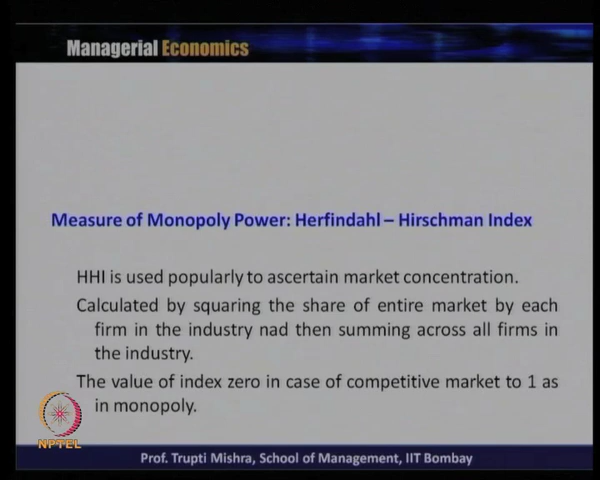 Managerial Economics
Measure of Monopoly Power: Herfindahl – Hirschman Index
HHI is used popularly to ascertain market concentration.
Calculated by squaring the share of entire market by each
firm in the industry nad then summing across all firms in
the industry.
The value of index zero in case of competitive market to 1 as
in monopoly.
NPTEL
Prof. Trupti Mishra, School of Management, IIT Bombay